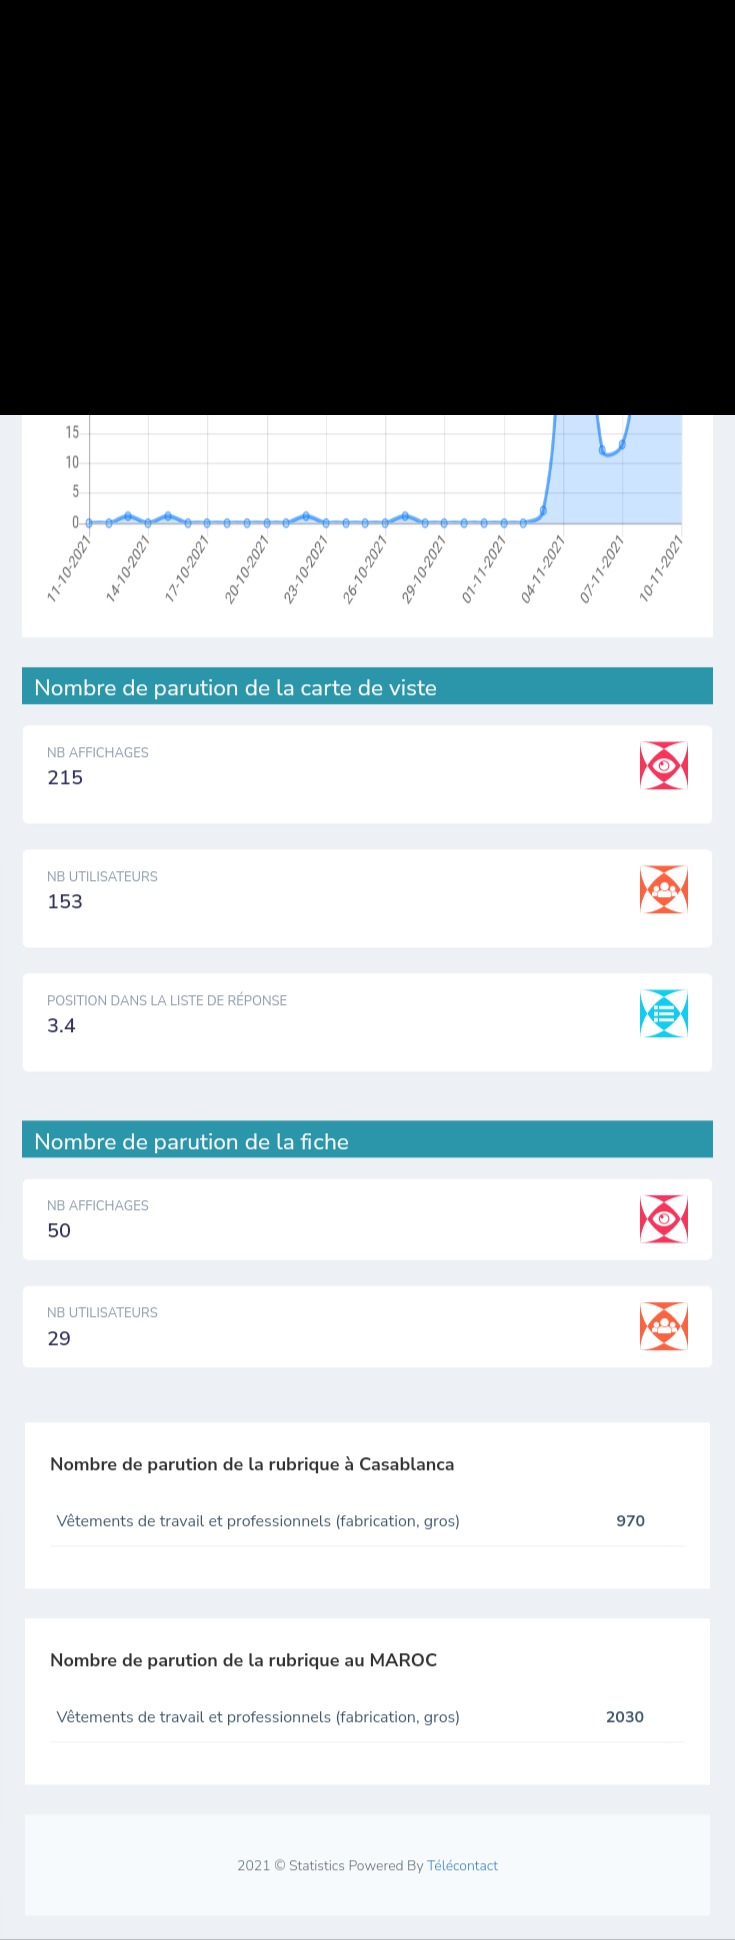 15
10
5
0
11-10-2021
14-10-2021
17-10-2021
20-10-2021
23-10-2021
26-10-2021
29-10-2021
01-11-2021
04-11-2021
07-11-2021
10-11-2021
Nombre de parution de la carte de viste
NB AFFICHAGES
215
NB UTILISATEURS
153
POSITION DANS LA LISTE DE RÉPONSE
3.4
Nombre de parution de la fiche
NB AFFICHAGES
50
NB UTILISATEURS
29
Nombre de parution de la rubrique à Casablanca
Vêtements de travail et professionnels (fabrication, gros) 970
Nombre de parution de la rubrique au MAROC
Vêtements de travail et professionnels (fabrication, gros) 2030
2021 © Statistics Powered By Télécontact